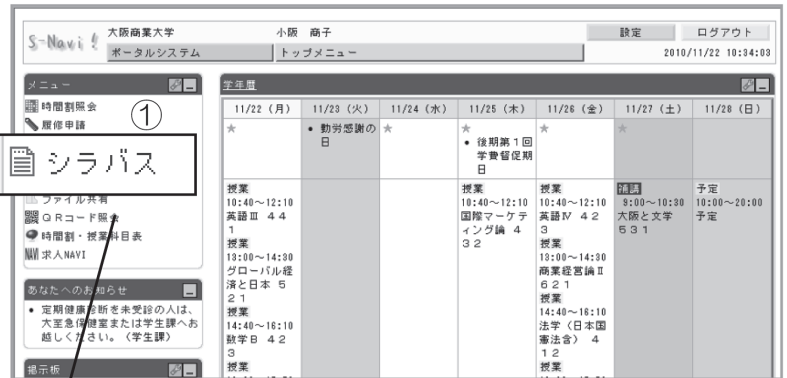 S-Navi!
大阪商業大学
小阪 商子
設定
ログアウト
ポータルシステム
トップメニュー
2010/11/22 10:34:03
メニュー
時間割照会
履修申請
①
シラバス
ファイル共有
QRコード照会
時間割・授業科目表
NAVI 求人NAVI
あなたへのお知らせ
• 定期健康診断を未受診の人は、
大至急保健室または学生課へお
越しください。（学生課）
掲示板
学年暦
11/22（月） 11/23（火） 11/24（水） 11/25（木） 11/26（金） 11/27（土） 11/28（日）
★
• 勤労感謝の
日
★
★
• 後期第1回
学費督促期
日
★
★
授業
10:40〜12:10
英語Ⅲ 44
1
授業
13:00〜14:30
グローバル経
済と日本 5
21
授業
14:40〜16:10
数学B 42
3
授業
授業
10:40〜12:10
国際マーケテ
ィング論 4
32
授業
10:40〜12:10
英語Ⅳ 42
3
授業
13:00〜14:30
商業経営論Ⅱ
621
授業
14:40〜16:10
法学（日本国
憲法含） 4
12
授業
補講
9:00〜10:30
大阪と文学
531
予定
10:00〜20:00
予定